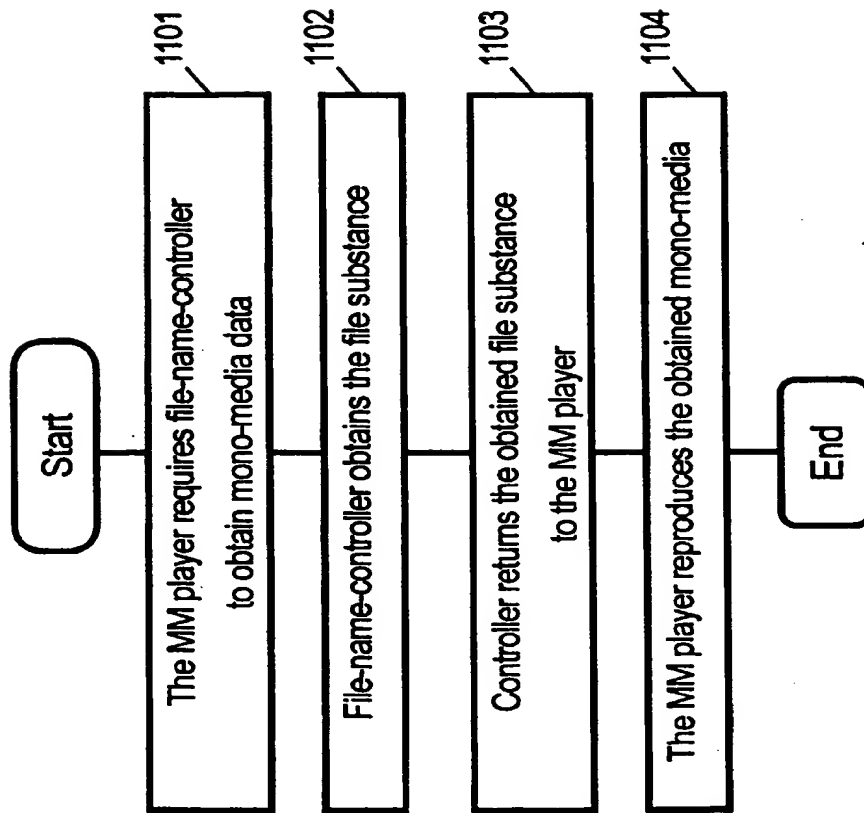 Start
1101
The MM player requires file-name-controller
to obtain mono-media data
1102
File-name-controller obtains the file substance
1103
Controller returns the obtained file substance
to the MM player
1104
The MM player reproduces the obtained mono-media
End